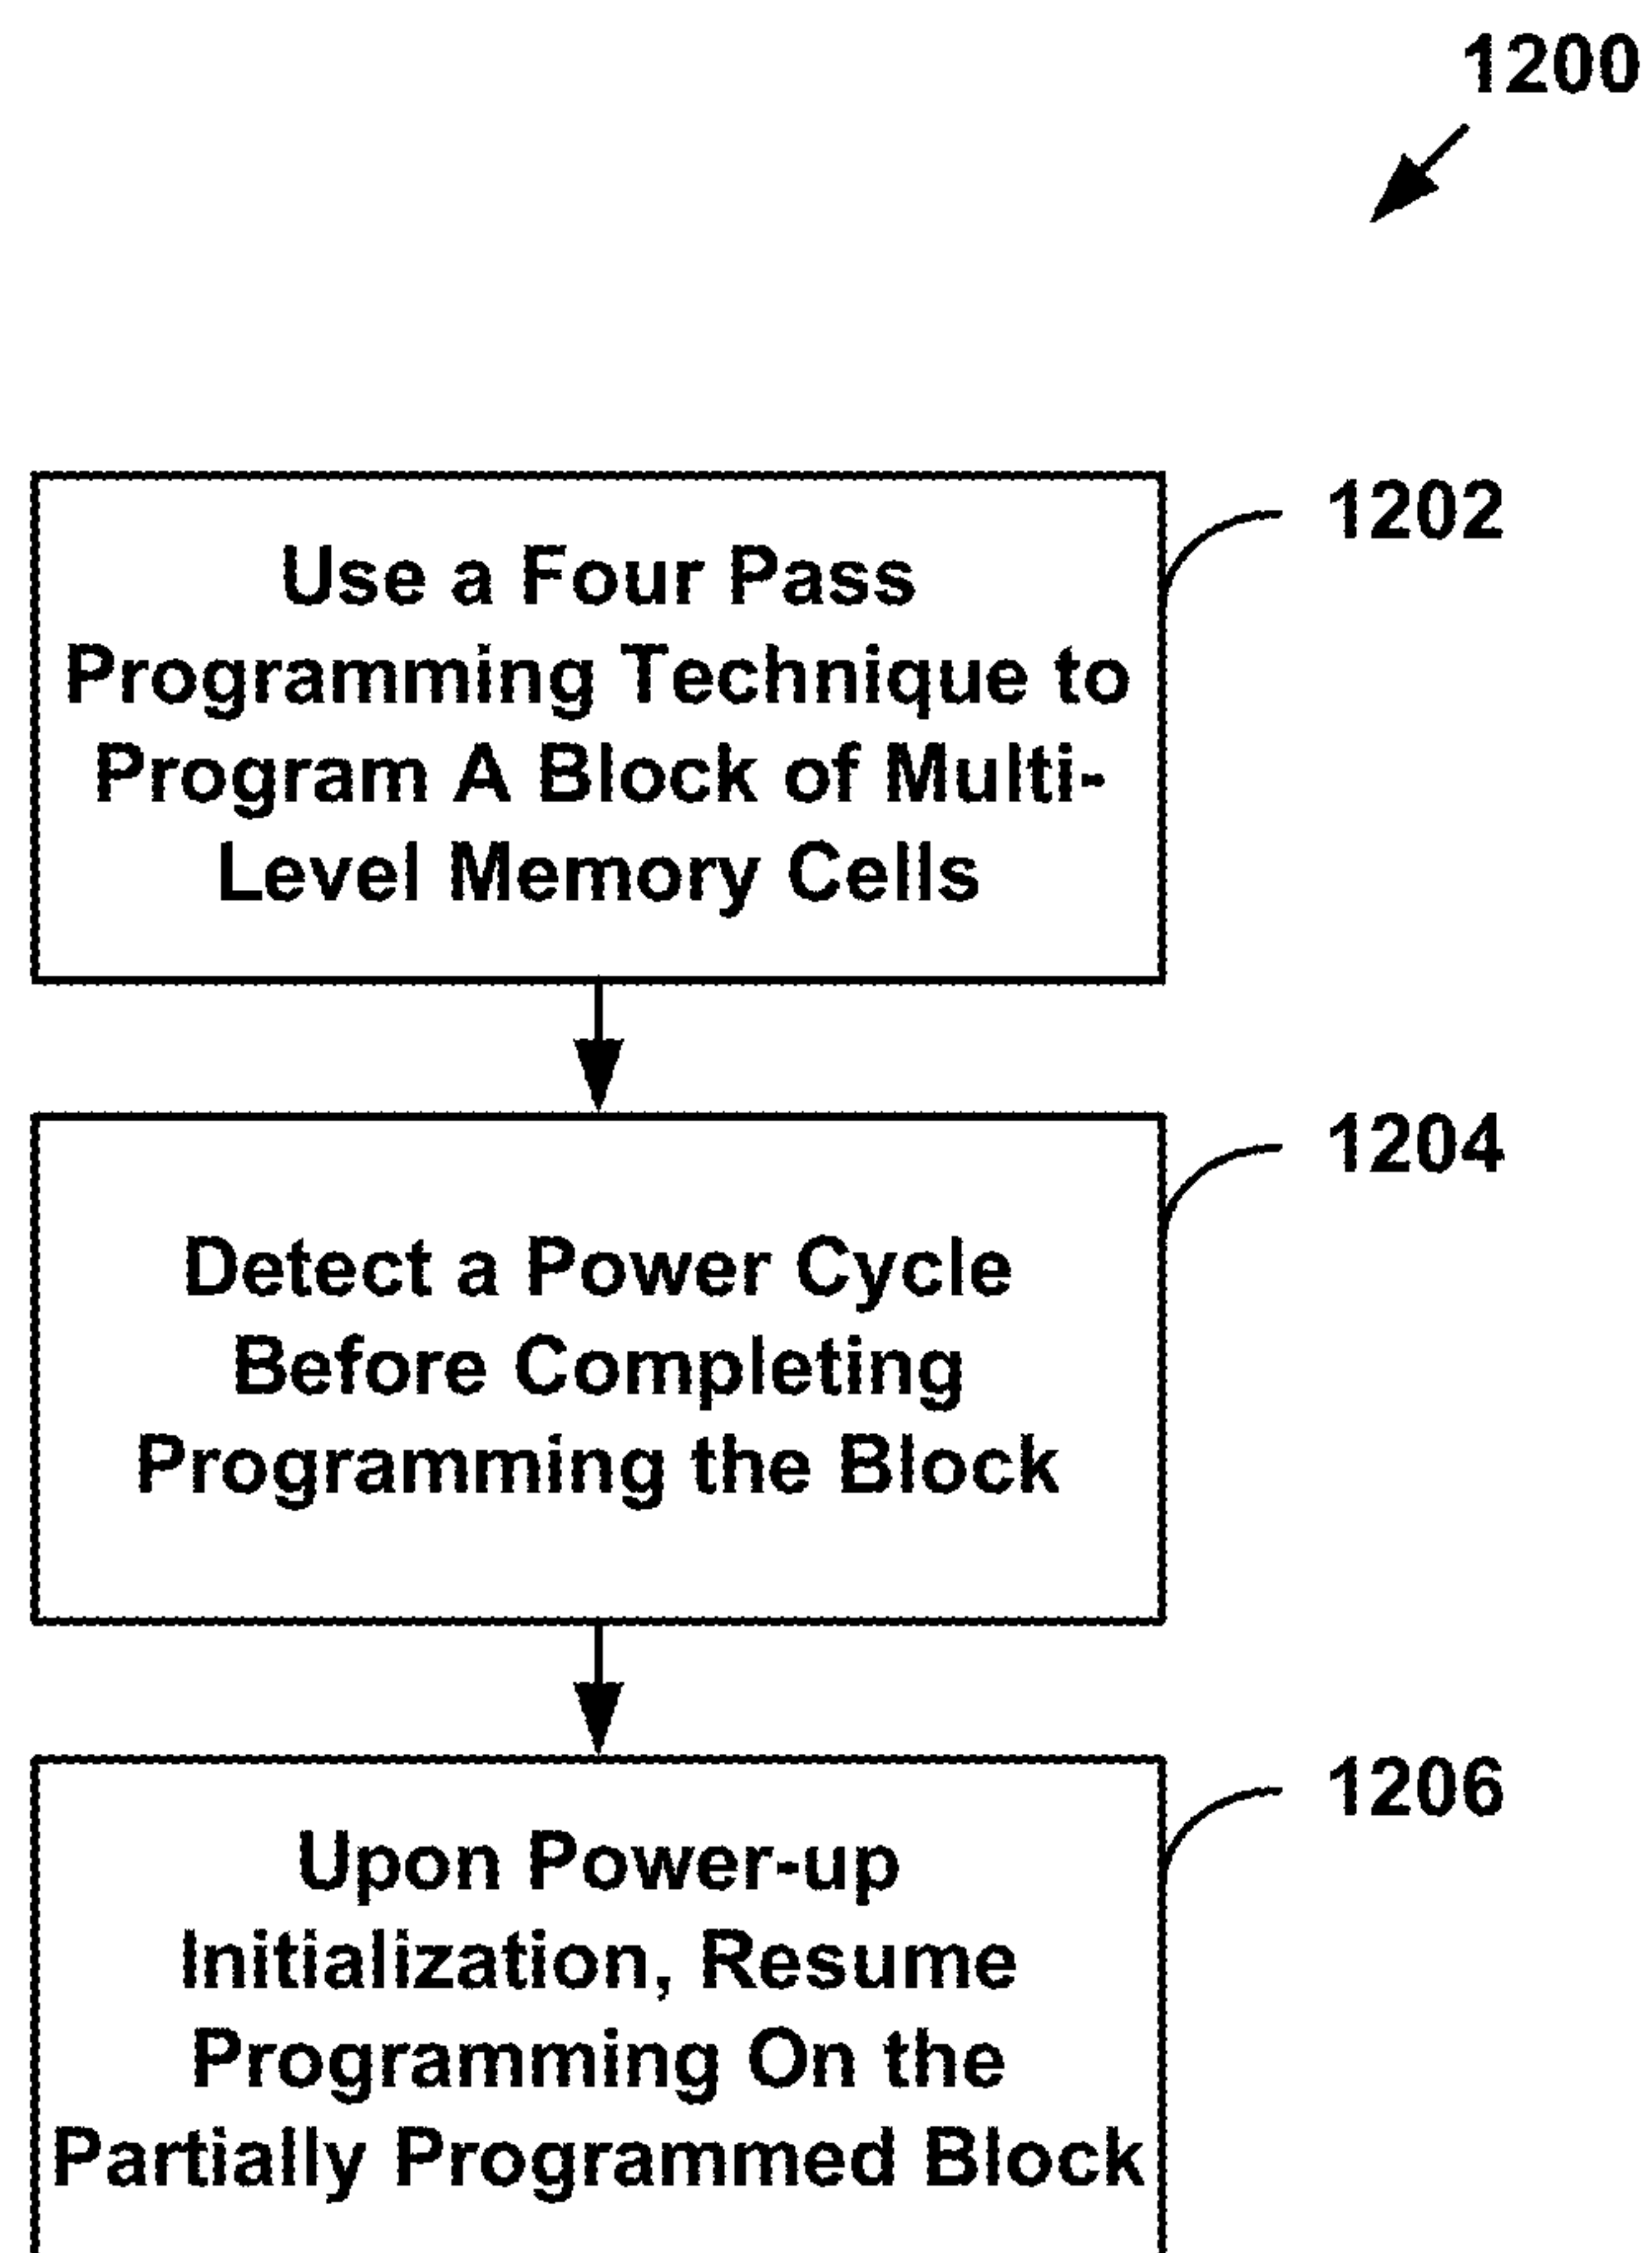 1200
Use a Four Pass
Programming Technique to
Program A Block of Multi-
Level Memory Cells
1202
Detect a Power Cycle
Before Completing
Programming the Block
1204
Upon Power-up
Initialization, Resume
Programming On the
Partially Programmed Block
1206